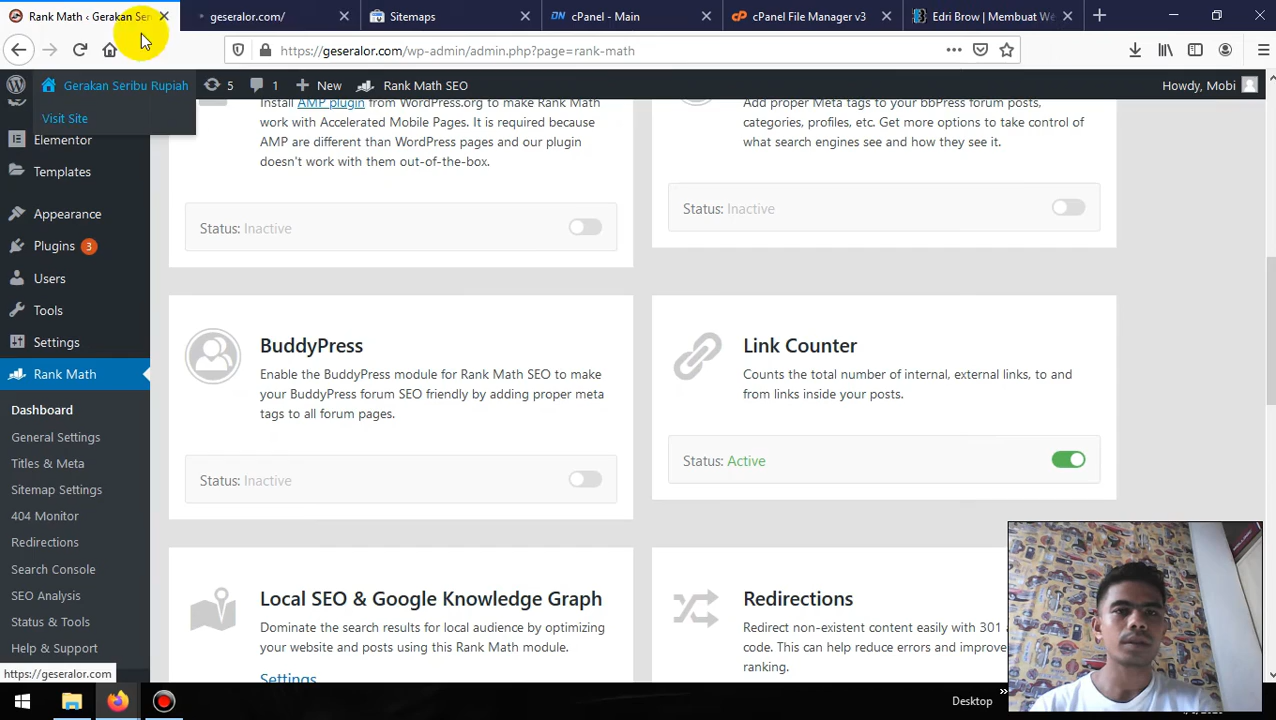 Rank Math ‹ Gerakan Ser
geseralor.com/
Sitemaps
cPanel - Main
cPanel File Manager v3
Edri Brow | Membuat We
https://geseralor.com/wp-admin/admin.php?page=rank-math
Gerakan Seribu Rupiah
5
1
New
Rank Math SEO
Howdy, Mobi
Visit Site
Elementor
Templates
Appearance
Plugins 3
Users
Tools
Settings
Rank Math
Dashboard
General Settings
Titles & Meta
Sitemap Settings
404 Monitor
Redirections
Search Console
SEO Analysis
Status & Tools
Help & Support
https://geseralor.com
Install AMP plugin from WordPress.org to make Rank Math
work with Accelerated Mobile Pages. It is required because
AMP are different than WordPress pages and our plugin
doesn't work with them out-of-the-box.
Status: Inactive
Add proper Meta tags to your bbPress forum posts,
categories, profiles, etc. Get more options to take control of
what search engines see and how they see it.
Status: Inactive
BuddyPress
Enable the BuddyPress module for Rank Math SEO to make
your BuddyPress forum SEO friendly by adding proper meta
tags to all forum pages.
Status: Inactive
Link Counter
Counts the total number of internal, external links, to and
from links inside your posts.
Status: Active
Local SEO & Google Knowledge Graph
Dominate the search results for local audience by optimizing
your website and posts using this Rank Math module.
Settings
Redirections
Redirect non-existent content easily with 301
code. This can help reduce errors and improve
ranking.
Desktop